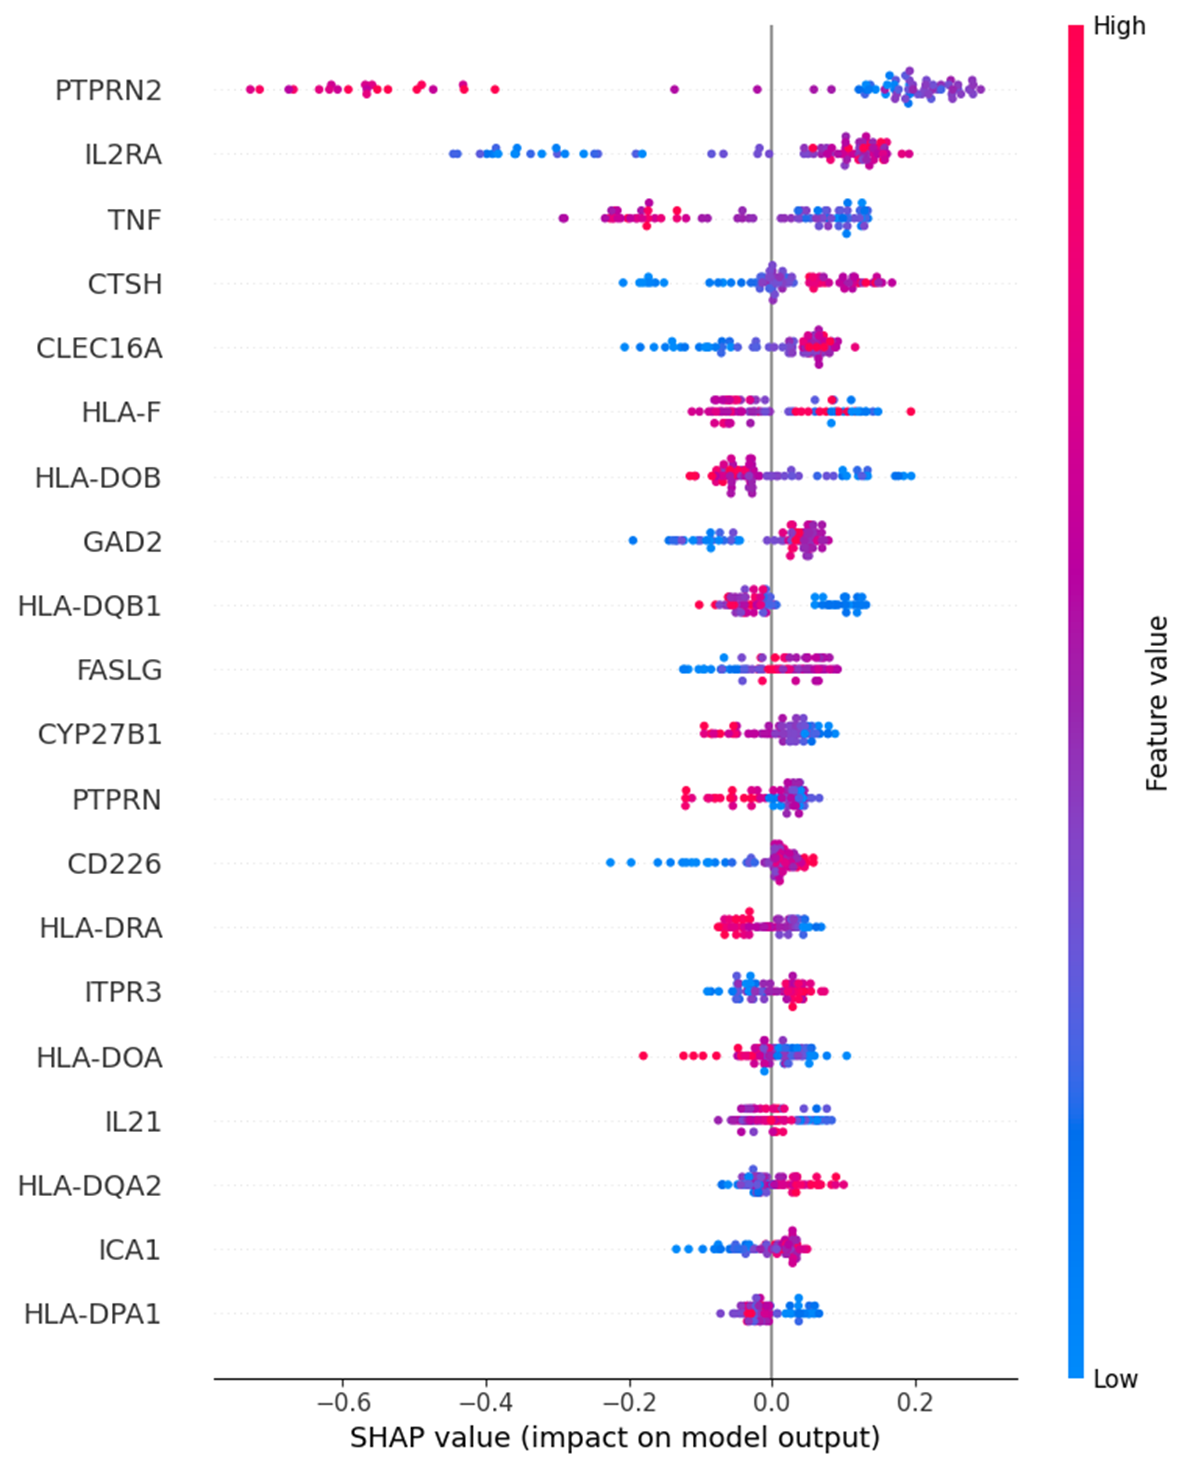 High
PTPRN2
IL2RA
TNF
CTSH
CLEC16A
HLA-F
HLA-DOB
GAD2
HLA-DQB1
FASLG
CYP27B1
PTPRN
CD226
HLA-DRA
ITPR3
HLA-DOA
IL21
HLA-DQA2
ICA1
HLA-DPA1
Feature value
Low
−0.6 −0.4 −0.2 0.0 0.2
SHAP value (impact on model output)